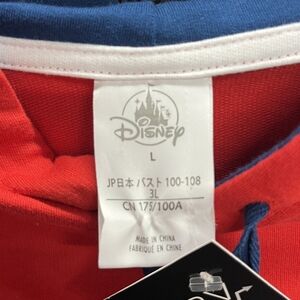 Disney
L
JP日本 バスト 100-108
3L
CN 175/100A
MADE IN CHINA
FABRIQUÉ EN CHINE